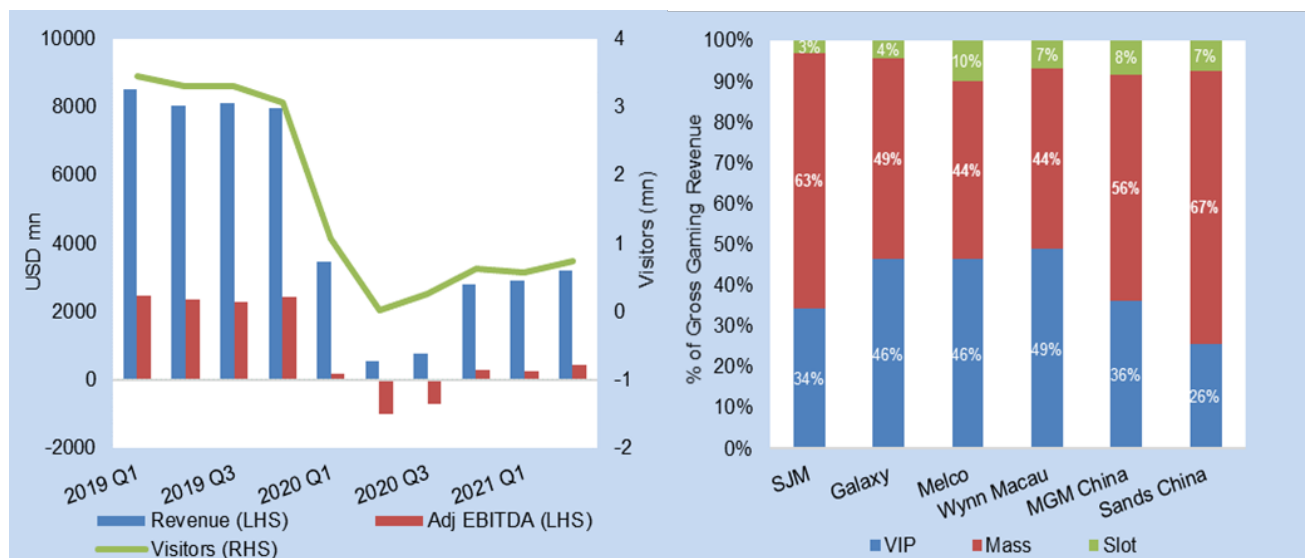 10000
8000
6000
4000
2000
0
-2000
USD mn
4
3
2
1
0
-1
-2
Visitors (mn)
2019 Q1
2019 Q3
2020 Q1
2020 Q3
2021 Q1
Revenue (LHS)
Adj EBITDA (LHS)
Visitors (RHS)
100%
90%
80%
70%
60%
50%
40%
30%
20%
10%
0%
% of Gross Gaming Revenue
3%
4%
10%
7%
8%
7%
63%
49%
44%
44%
56%
67%
34%
46%
46%
49%
36%
26%
SJM
Galaxy
Melco
Wynn Macau
MGM China
Sands China
VIP
Mass
Slot